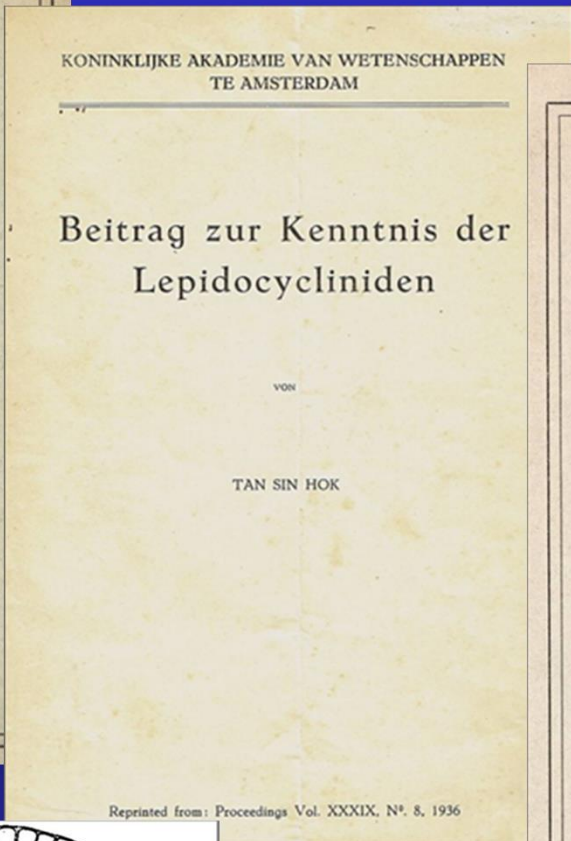 KONINKLIJKE AKADEMIE VAN WETENSCHAPPEN
TE AMSTERDAM
Beitrag zur Kenntnis der
Lepidocycliniden
VON
TAN SIN HOK
Reprinted from: Proceedings Vol. XXXIX, Nº. 8, 1936